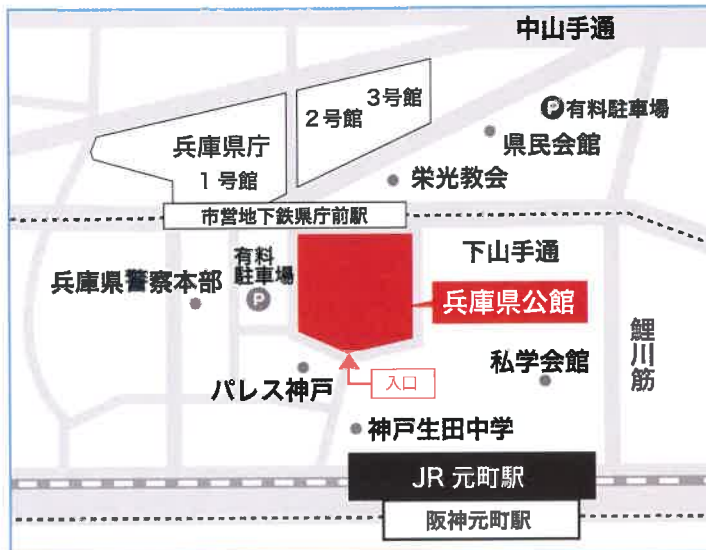 中山手通
3号館
2号館
Ⓟ有料駐車場
兵庫県庁
県民会館
1号館
栄光教会
市営地下鉄県庁前駅
下山手通
有料
駐車場
Ⓟ
兵庫県警察本部
兵庫県公館
鯉川筋
私学会館
パレス神戸
入口
神戸生田中学
JR 元町駅
阪神元町駅